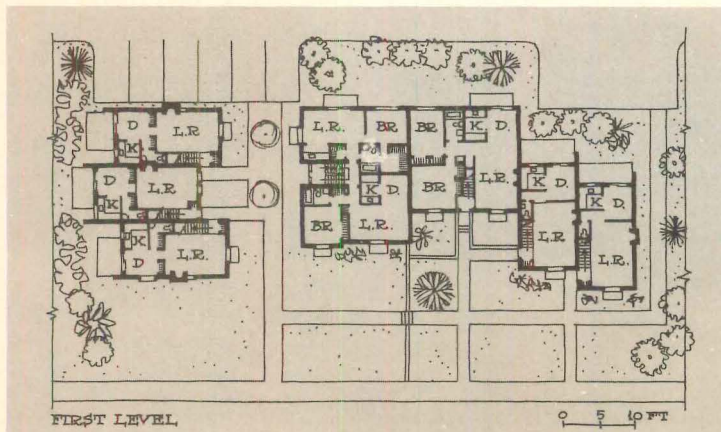 D L.R.
K
D L.R.
K
K L.R.
D
L.R. BR
K D
BR L.R.
BR K D
BR L.R.
K D
L.R.
K D
L.R.
FIRST LEVEL
0 5 10 FT